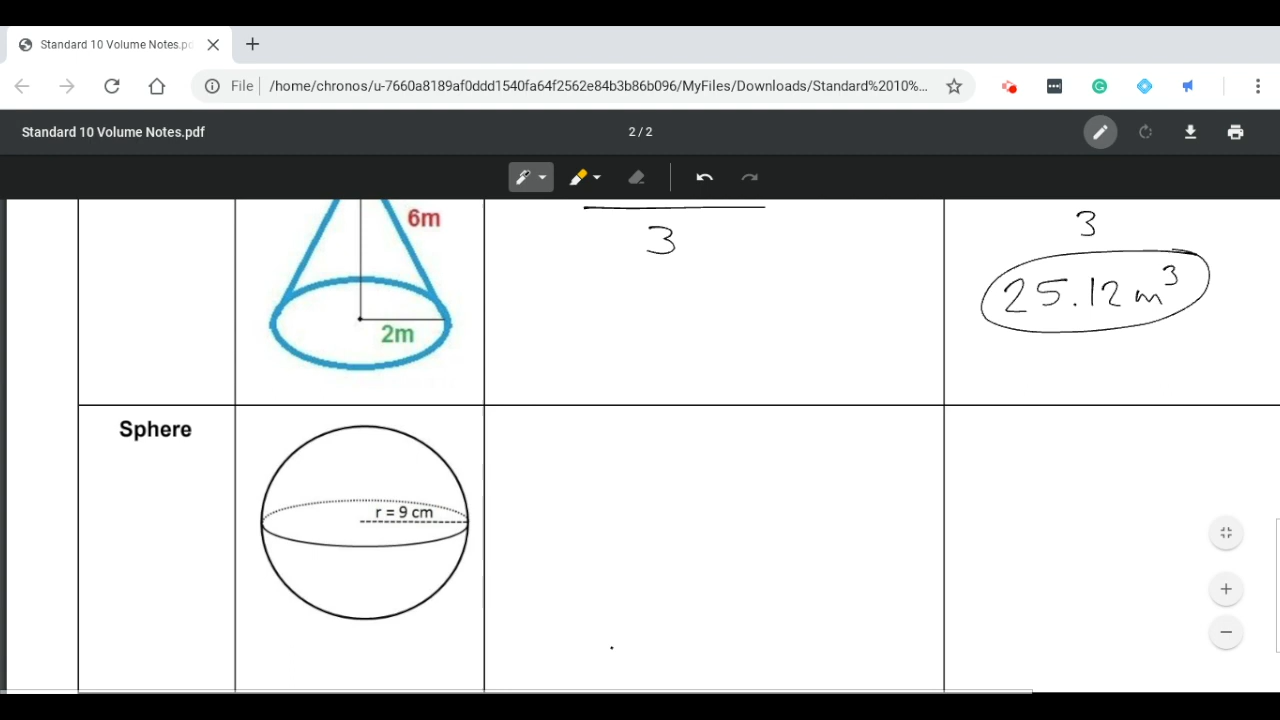 Standard 10 Volume Notes.pd
File /home/chronos/u-7660a8189af0ddd1540fa64f2562e84b3b86b096/MyFiles/Downloads/Standard%2010%...
Standard 10 Volume Notes.pdf
2 / 2
6m
2m
3
3
25.12 m³
Sphere
r = 9 cm